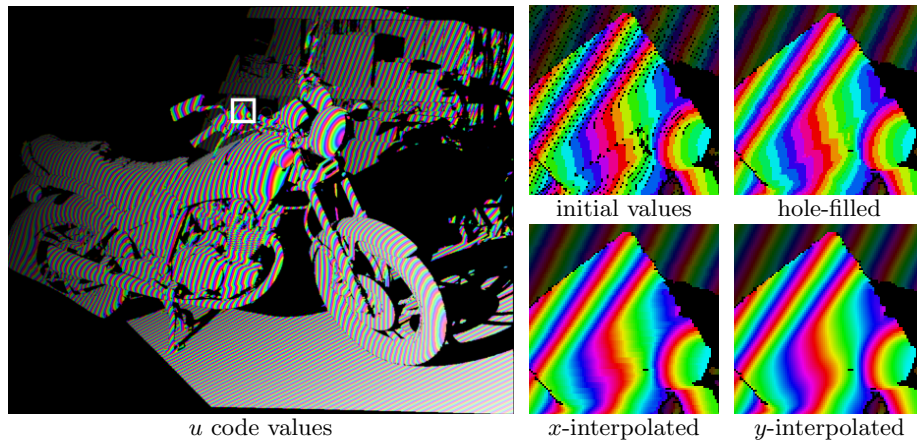 initial values
hole-filled
u code values
x-interpolated
y-interpolated